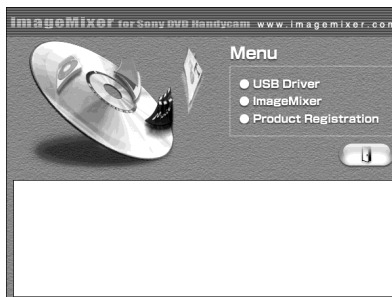 ImageMixer for Sony DVD Handycam www.imagemixer.com
Menu
USB Driver
ImageMixer
Product Registration